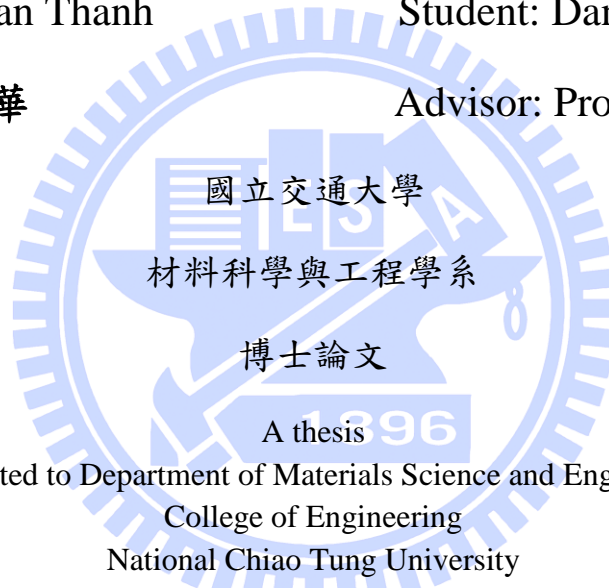 an Thanh Student: Dan
華 Advisor: Pro
國立交通大學
ESA
材料科學與工程學系
博士論文
1896
A thesis
ted to Department of Materials Science and Eng
College of Engineering
National Chiao Tung University